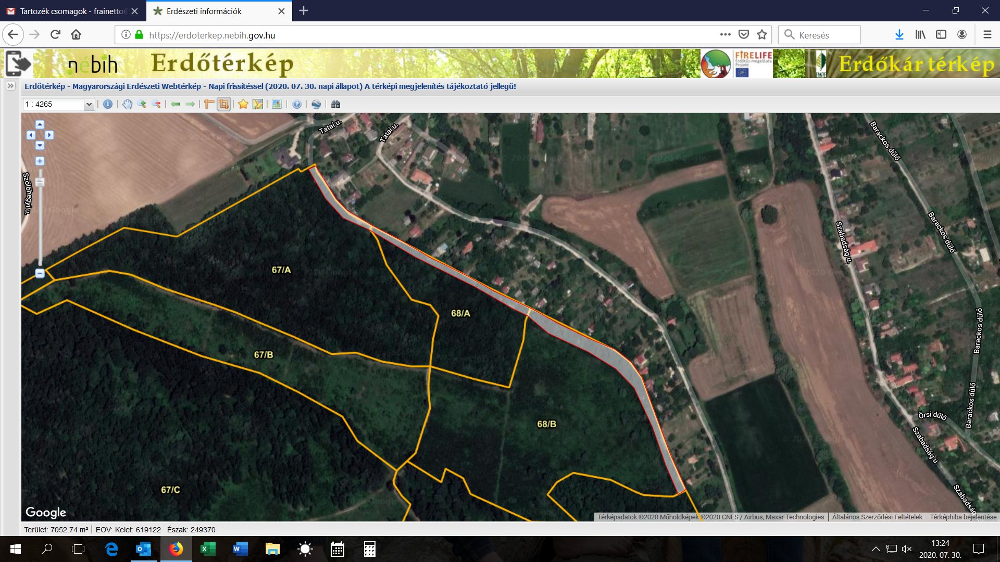 Tartozék csomagok - frainetto@
Erdészeti információk
https://erdoterkep.nebih.gov.hu
Keresés
nébih
Erdőtérkép
FIRELIFE
Erdőtűz-megelőzési
Projekt
Erdőkár térkép
Erdőtérkép - Magyarországi Erdészeti Webtérkép - Napi frissítéssel (2020. 07. 30. napi állapot) A térképi megjelenítés tájékoztató jellegű!
1 : 4265
Tatai u.
Tatai u.
Barackos dűlő
Szőlőhegyi u.
Barackos dűlő
Szabadság u.
67/A
68/A
Barackos dűlő
67/B
Barackos dűlő
Örsi dűlő
68/B
Szabadság u.
67/C
Szabadság
Google
Térképadatok ©2020 Műholdképek ©2020 CNES / Airbus, Maxar Technologies
Általános Szerződési Feltételek
Térképhiba bejelentése
Terület: 7052.74 m² EOV: Kelet: 619122 Észak: 249370
13:24
2020. 07. 30.